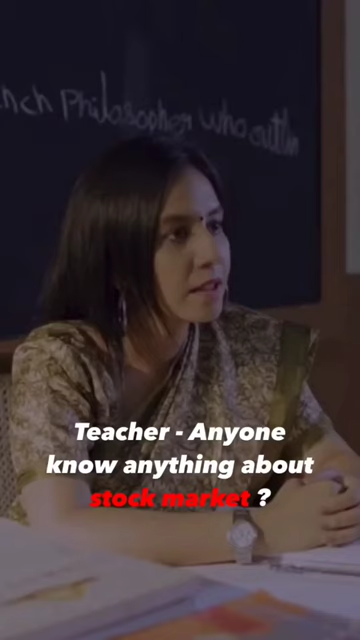 nch Philosopher who outlin
Teacher - Anyone
know anything about
stock market ?